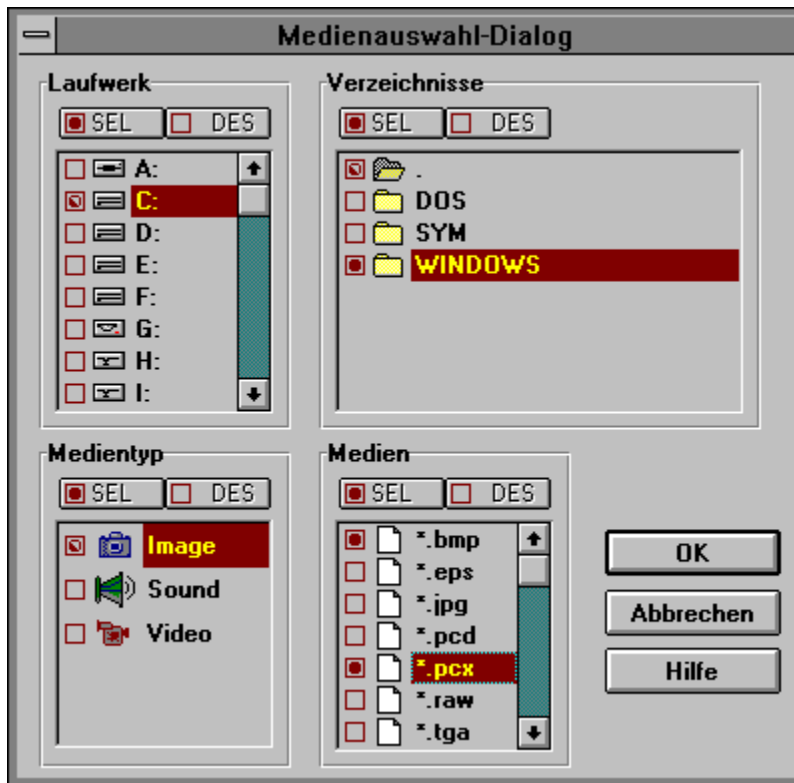 Medienauswahl-Dialog
Laufwerk
SEL DES
A:
C:
D:
E:
F:
G:
H:
I:
Verzeichnisse
SEL DES
.
DOS
SYM
WINDOWS
Medientyp
SEL DES
Image
Sound
Video
Medien
SEL DES
*.bmp
*.eps
*.jpg
*.pcd
*.pcx
*.raw
*.tga
OK
Abbrechen
Hilfe